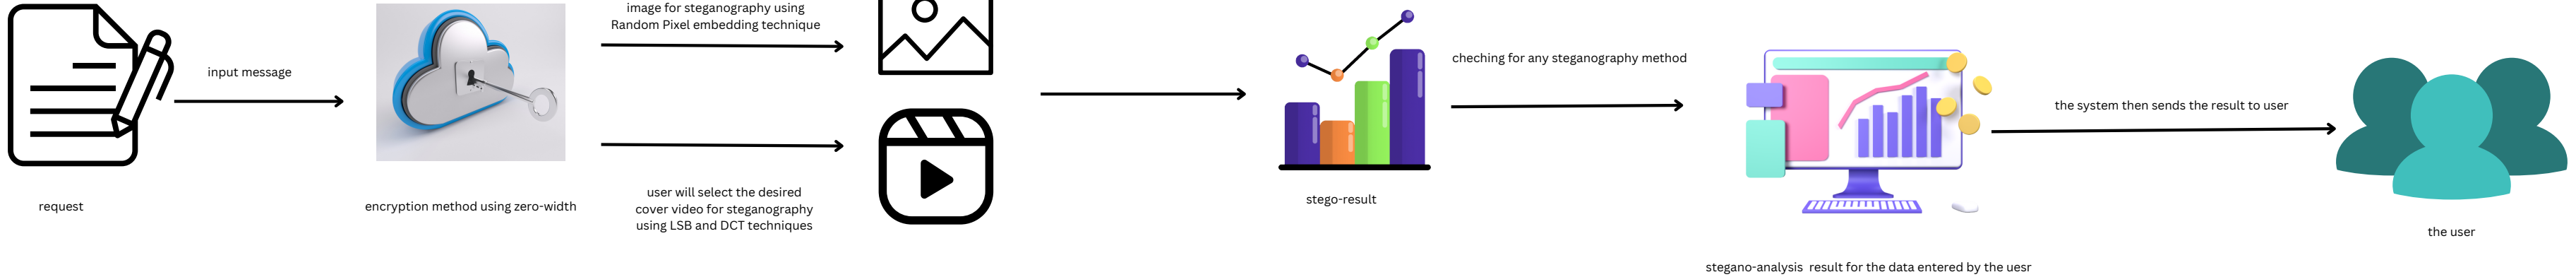 request
input message
encryption method using zero-width
image for steganography using
Random Pixel embedding technique
user will select the desired
cover video for steganography
using LSB and DCT techniques
stego-result
cheching for any steganography method
stegano-analysis result for the data entered by the uesr
the system then sends the result to user
the user